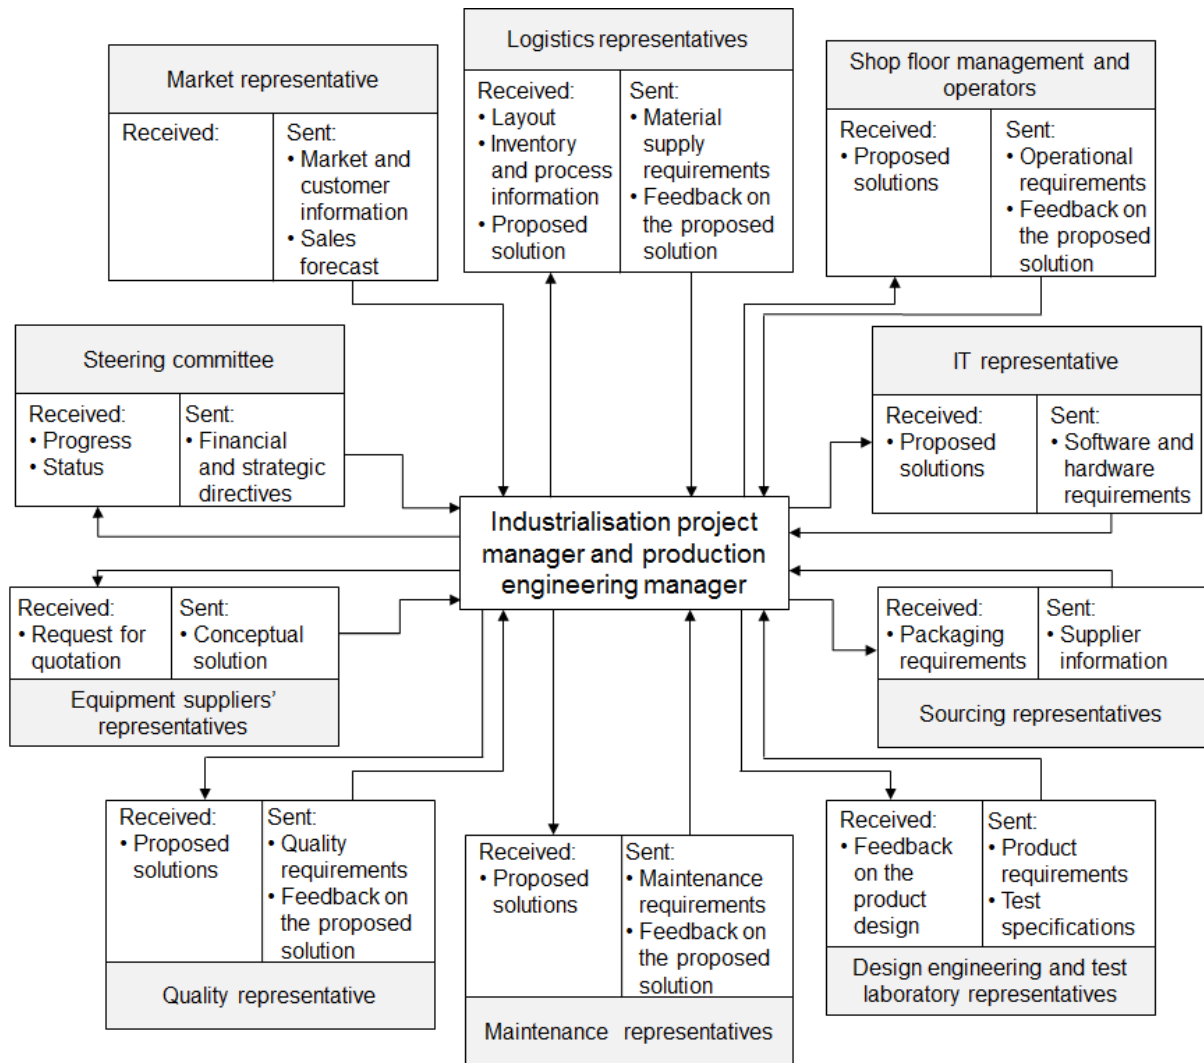 Market representative
Received:
Sent:
• Market and
customer
information
• Sales
forecast
Logistics representatives
Received:
• Layout
• Inventory
and process
information
• Proposed
solution
Sent:
• Material
supply
requirements
• Feedback on
the proposed
solution
Shop floor management and
operators
Received:
• Proposed
solutions
Sent:
• Operational
requirements
• Feedback on
the proposed
solution
Steering committee
Received:
• Progress
• Status
Sent:
• Financial
and strategic
directives
IT representative
Received:
• Proposed
solutions
Sent:
• Software and
hardware
requirements
Industrialisation project
manager and production
engineering manager
Received:
• Request for
quotation
Sent:
• Conceptual
solution
Equipment suppliers’
representatives
Received:
• Packaging
requirements
Sent:
• Supplier
information
Sourcing representatives
Received:
• Proposed
solutions
Sent:
• Quality
requirements
• Feedback on
the proposed
solution
Quality representative
Received:
• Proposed
solutions
Sent:
• Maintenance
requirements
• Feedback on
the proposed
solution
Maintenance representatives
Received:
• Feedback
on the
product
design
Sent:
• Product
requirements
• Test
specifications
Design engineering and test
laboratory representatives